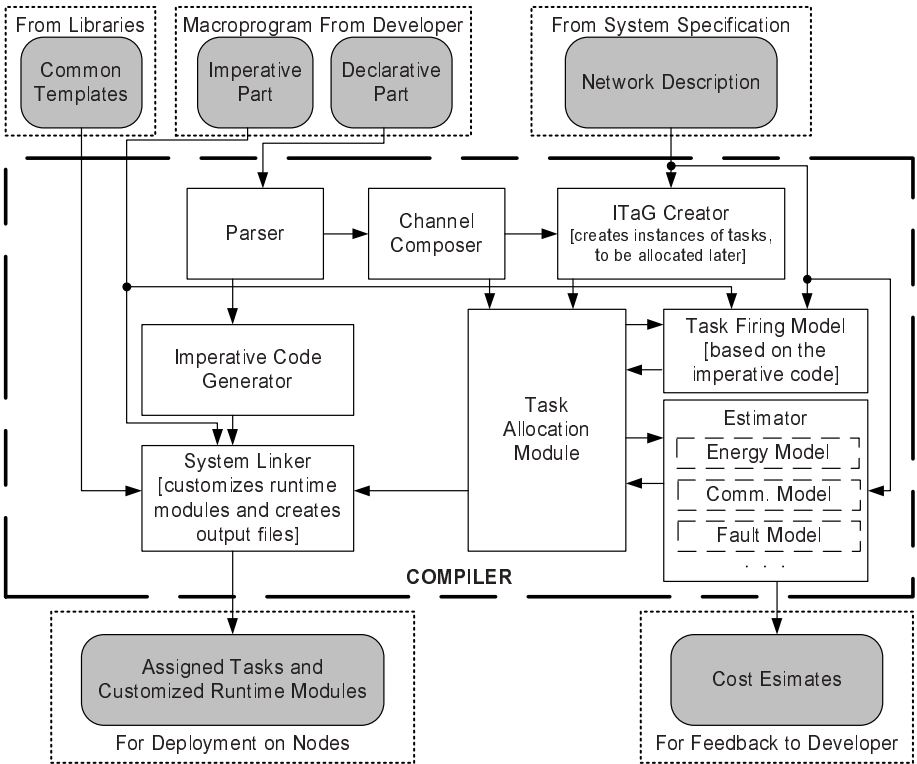 From Libraries
Macroprogram From Developer
From System Specification
Common
Templates
Imperative
Part
Declarative
Part
Network Description
Parser
Channel
Composer
ITaG Creator
[creates instances of tasks,
to be allocated later]
Imperative Code
Generator
Task
Allocation
Module
Task Firing Model
[based on the
imperative code]
Estimator
Energy Model
Comm. Model
Fault Model
. . .
System Linker
[customizes runtime
modules and creates
output files]
COMPILER
Assigned Tasks and
Customized Runtime Modules
For Deployment on Nodes
Cost Esimates
For Feedback to Developer